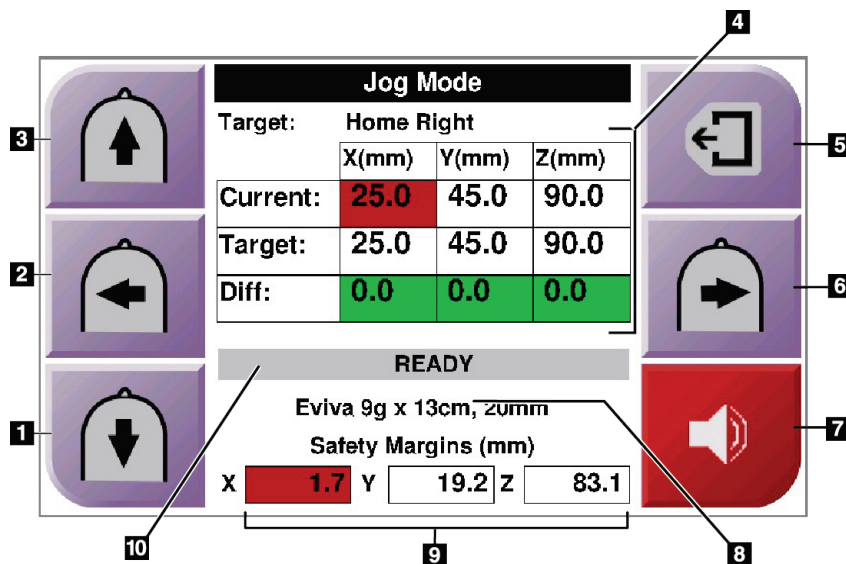 4
Jog Mode
3
Target: Home Right
5
X(mm) Y(mm) Z(mm)
Current: 25.0 45.0 90.0
Target: 25.0 45.0 90.0
2
Diff: 0.0 0.0 0.0
6
READY
Eviva 9g x 13cm, 20mm
1
Safety Margins (mm)
7
X 1.7 Y 19.2 Z 83.1
10
9
8